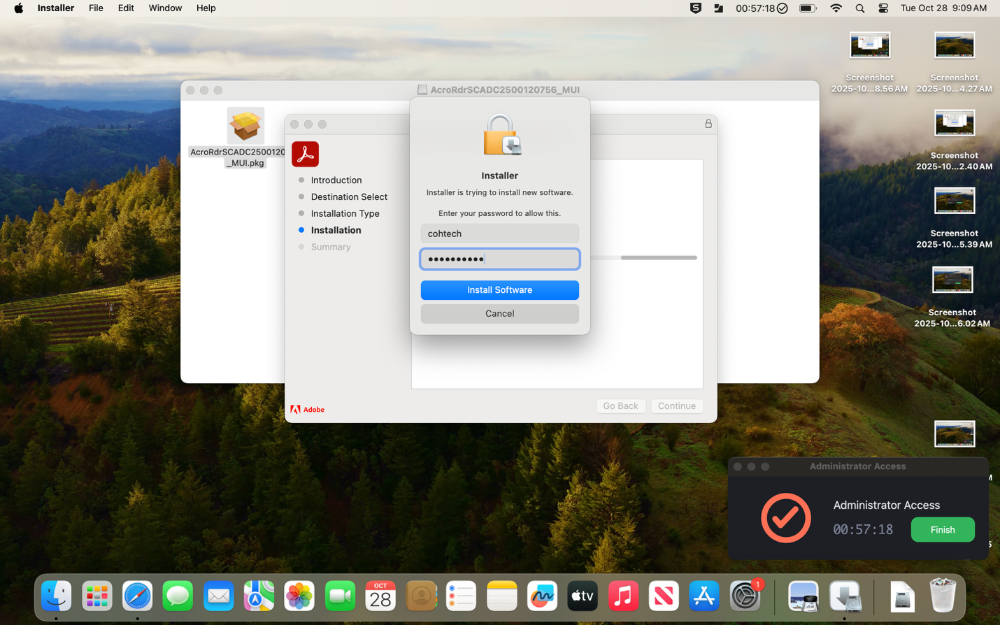 Installer File Edit Window Help
00:57:18 Tue Oct 28 9:09 AM
Screenshot
2025-10...8.56 AM
Screenshot
2025-10...4.27 AM
AcroRdrSCADC2500120756_MUI
AcroRdrSCADC2500120
_MUI.pkg
Introduction
Destination Select
Installation Type
Installation
Summary
Installer
Installer is trying to install new software.
Enter your password to allow this.
cohtech
••••••••••
Install Software
Cancel
Go Back
Continue
Adobe
Screenshot
2025-10...2.40 AM
Screenshot
2025-10...5.39 AM
Screenshot
2025-10...6.02 AM
M
Administrator Access
Administrator Access
00:57:18
Finish
5
OCT
28
tv
1